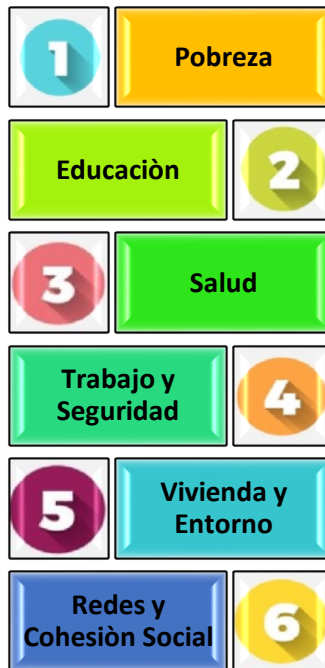 1
Pobreza
Educaciòn
2
3
Salud
Trabajo y
Seguridad
4
5
Vivienda y
Entorno
Redes y
Cohesiòn Social
6